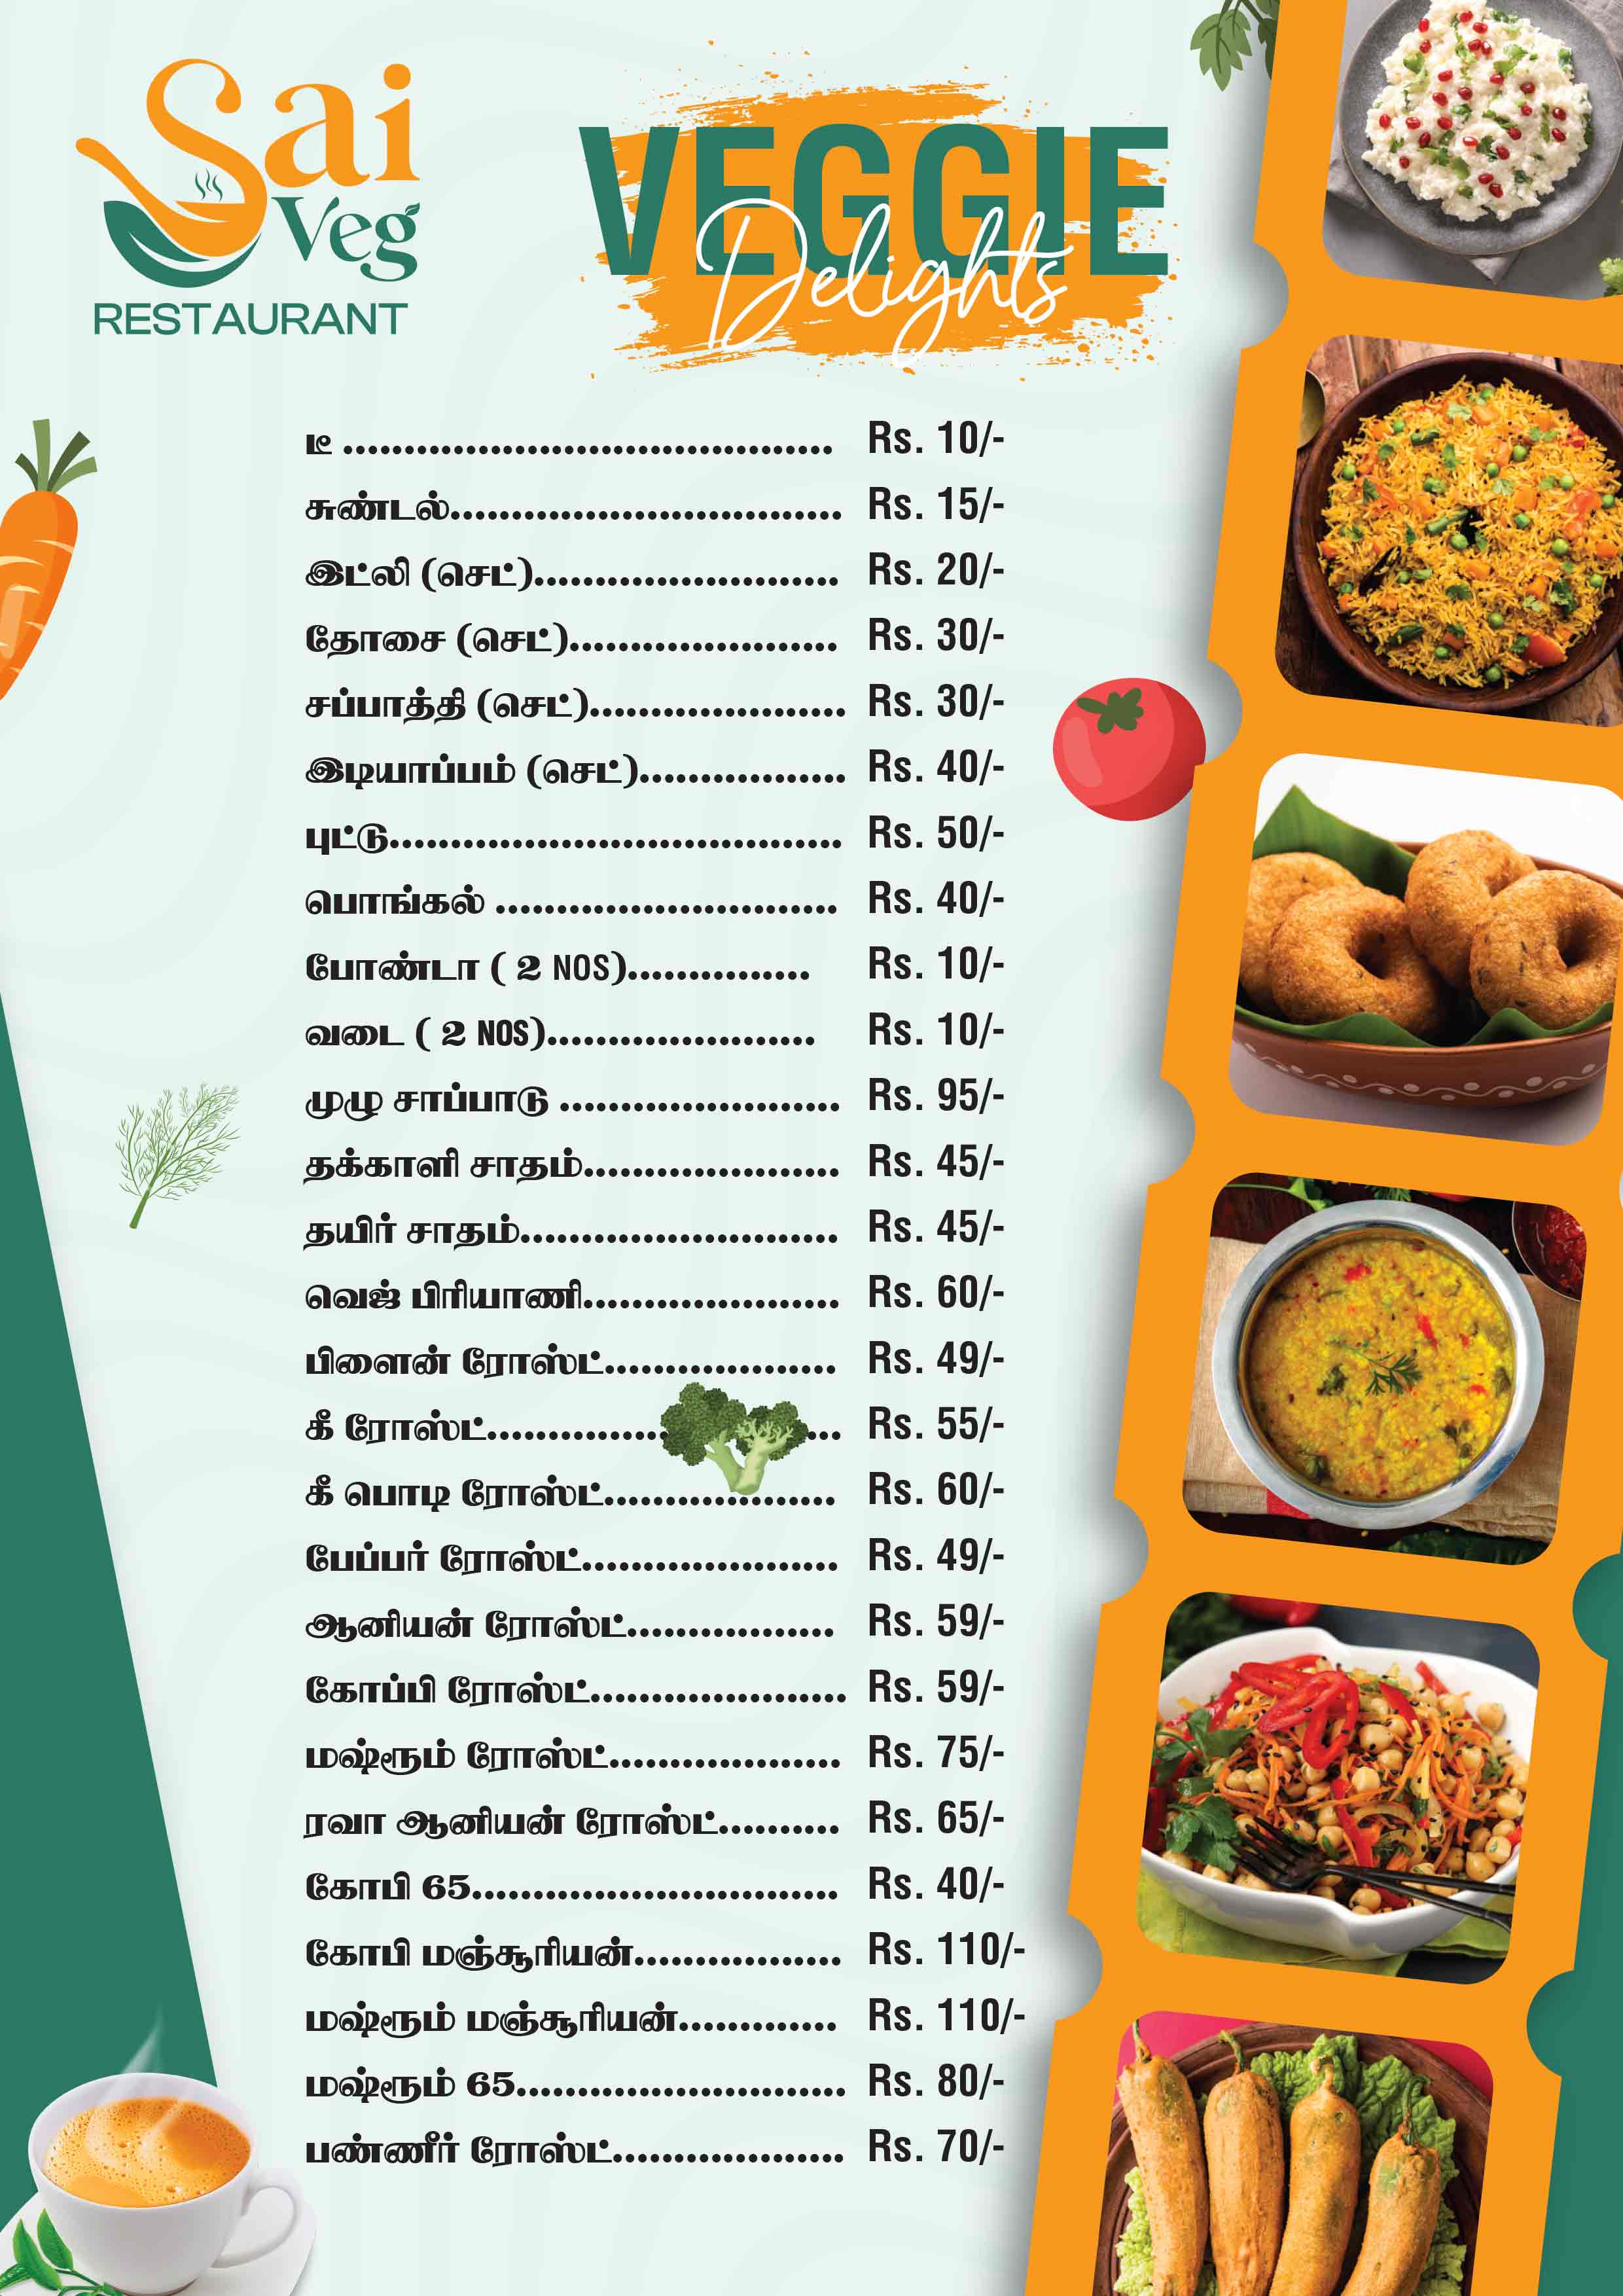 Sai
Veg
RESTAURANT
VEGGIE
Delights
டீ ........................................ Rs. 10/-
சுண்டல்................................ Rs. 15/-
இட்லி (செட்)......................... Rs. 20/-
தோசை (செட்)...................... Rs. 30/-
சப்பாத்தி (செட்)..................... Rs. 30/-
இடியாப்பம் (செட்)................. Rs. 40/-
புட்டு..................................... Rs. 50/-
பொங்கல் ............................ Rs. 40/-
போண்டா ( 2 NOS)............... Rs. 10/-
வடை ( 2 NOS)...................... Rs. 10/-
முழு சாப்பாடு ....................... Rs. 95/-
தக்காளி சாதம்..................... Rs. 45/-
தயிர் சாதம்.......................... Rs. 45/-
வெஜ் பிரியாணி..................... Rs. 60/-
பிளைன் ரோஸ்ட்................... Rs. 49/-
கீ ரோஸ்ட்............................. Rs. 55/-
கீ பொடி ரோஸ்ட்................... Rs. 60/-
பேப்பர் ரோஸ்ட்..................... Rs. 49/-
ஆனியன் ரோஸ்ட்................. Rs. 59/-
கோப்பி ரோஸ்ட்..................... Rs. 59/-
மஷ்ரூம் ரோஸ்ட்................... Rs. 75/-
ரவா ஆனியன் ரோஸ்ட்.......... Rs. 65/-
கோபி 65.............................. Rs. 40/-
கோபி மஞ்சூரியன்................. Rs. 110/-
மஷ்ரூம் மஞ்சூரியன்............. Rs. 110/-
மஷ்ரூம் 65........................... Rs. 80/-
பண்ணீர் ரோஸ்ட்................... Rs. 70/-